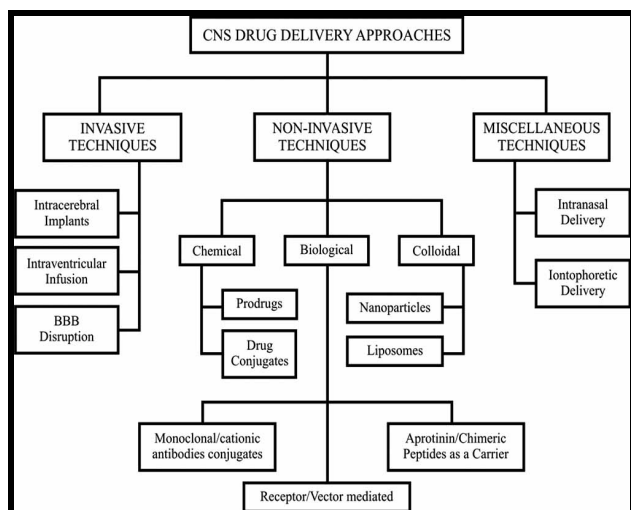 CNS DRUG DELIVERY APPROACHES
INVASIVE
TECHNIQUES
NON-INVASIVE
TECHNIQUES
MISCELLANEOUS
TECHNIQUES
Intracerebral
Implants
Intraventricular
Infusion
BBB
Disruption
Chemical
Biological
Colloidal
Prodrugs
Drug
Conjugates
Nanoparticles
Liposomes
Intranasal
Delivery
Iontophoretic
Delivery
Monoclonal/cationic
antibodies conjugates
Aprotinin/Chimeric
Peptides as a Carrier
Receptor/Vector mediated